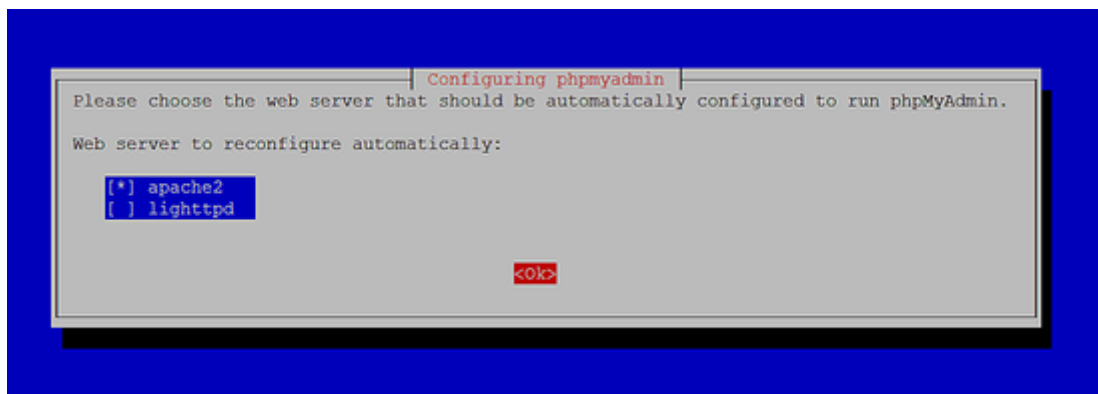 Configuring phpmyadmin
Please choose the web server that should be automatically configured to run phpMyAdmin.
Web server to reconfigure automatically:
[*] apache2
[ ] lighttpd
<Ok>